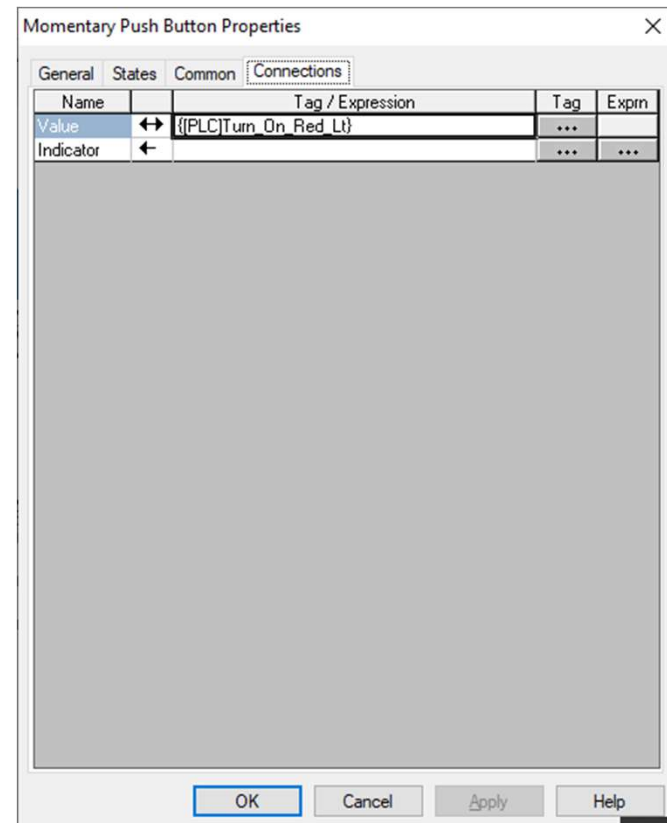 Momentary Push Button Properties
General States Common Connections
Name Tag / Expression Tag Exprn
Value {[PLC]Turn_On_Red_Lt} ...
Indicator ... ...
OK Cancel Apply Help